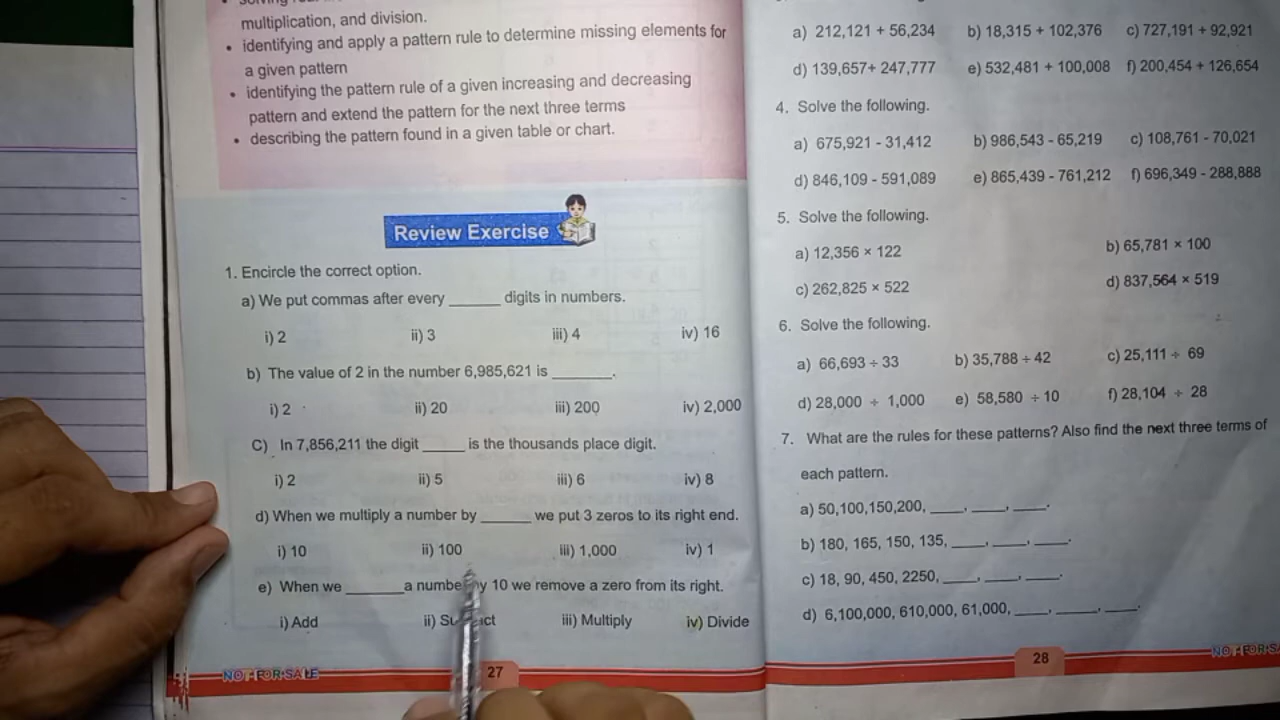 multiplication, and division.
• identifying and apply a pattern rule to determine missing elements for
a given pattern
• identifying the pattern rule of a given increasing and decreasing
pattern and extend the pattern for the next three terms
• describing the pattern found in a given table or chart.
Review Exercise
1. Encircle the correct option.
a) We put commas after every _____ digits in numbers.
i) 2 ii) 3 iii) 4 iv) 16
b) The value of 2 in the number 6,985,621 is ______.
i) 2 ii) 20 iii) 200 iv) 2,000
C) In 7,856,211 the digit ____ is the thousands place digit.
i) 2 ii) 5 iii) 6 iv) 8
d) When we multiply a number by _____ we put 3 zeros to its right end.
i) 10 ii) 100 iii) 1,000 iv) 1
e) When we ______ a number by 10 we remove a zero from its right.
i) Add ii) Subtract iii) Multiply iv) Divide
NOT FOR SALE
27
a) 212,121 + 56,234 b) 18,315 + 102,376 c) 727,191 + 92,921
d) 139,657+ 247,777 e) 532,481 + 100,008 f) 200,454 + 126,654
4. Solve the following.
a) 675,921 - 31,412 b) 986,543 - 65,219 c) 108,761 - 70,021
d) 846,109 - 591,089 e) 865,439 - 761,212 f) 696,349 - 288,888
5. Solve the following.
a) 12,356 × 122 b) 65,781 × 100
c) 262,825 × 522 d) 837,564 × 519
6. Solve the following.
a) 66,693 ÷ 33 b) 35,788 ÷ 42 c) 25,111 ÷ 69
d) 28,000 ÷ 1,000 e) 58,580 ÷ 10 f) 28,104 ÷ 28
7. What are the rules for these patterns? Also find the next three terms of
each pattern.
a) 50,100,150,200, ____, ____, ____.
b) 180, 165, 150, 135, ____, ____, ____.
c) 18, 90, 450, 2250, ____, ____, ____.
d) 6,100,000, 610,000, 61,000, ____, _____, ____.
28
NOT FOR S